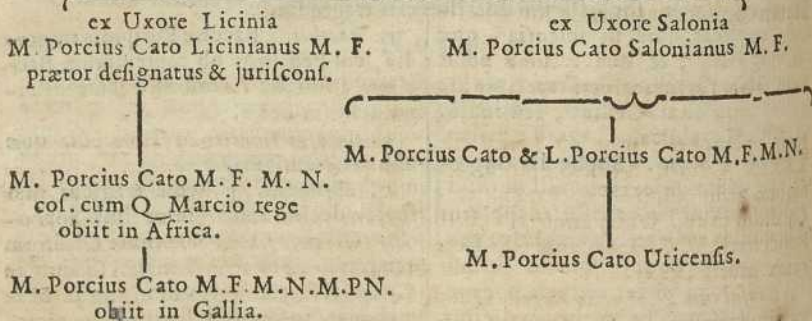 ex Uxore Licinia
M. Porcius Cato Licinianus M. F.
prætor deſignatus & juriſconſ.
M. Porcius Cato M. F. M. N.
coſ. cum Q Marcio rege
obiit in Africa.
M. Porcius Cato M. F. M. N. M. PN.
obiit in Gallia.
ex Uxore Salonia
M. Porcius Cato Salonianus M. F.
M. Porcius Cato & L. Porcius Cato M. F. M. N.
M. Porcius Cato Uticenſis.